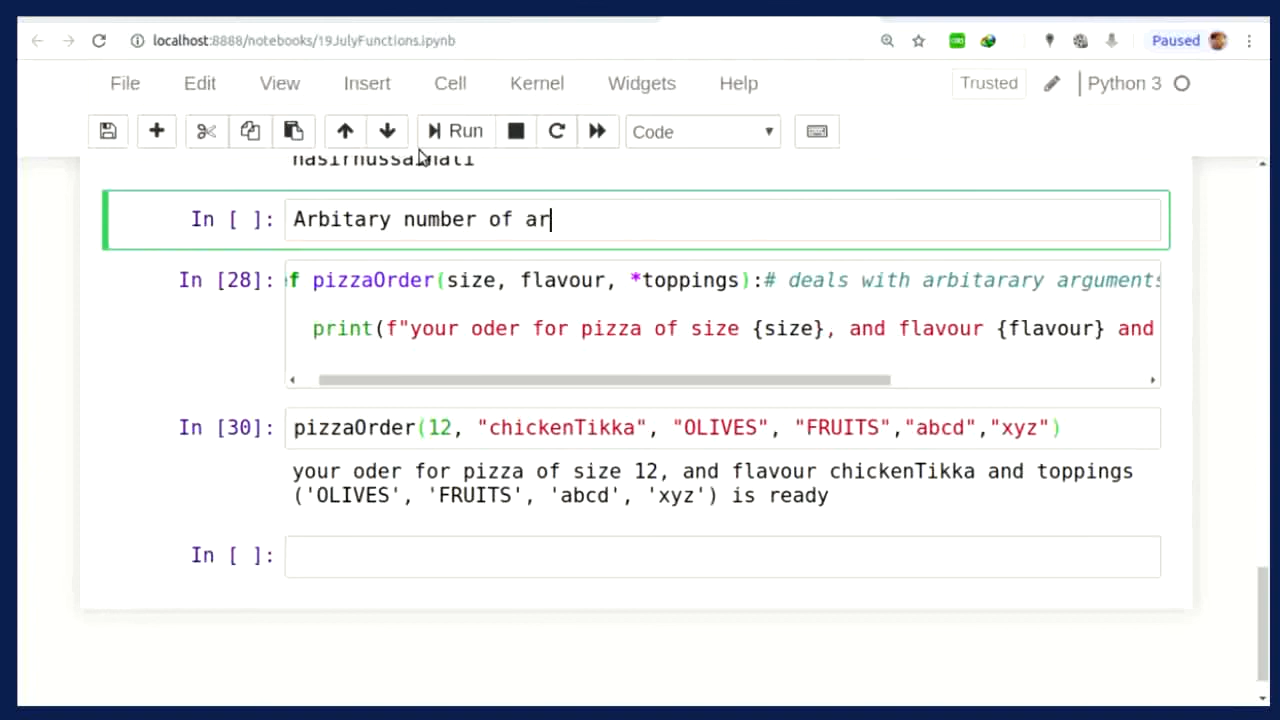 localhost:8888/notebooks/19JulyFunctions.ipynb
Paused
File Edit View Insert Cell Kernel Widgets Help
Trusted
Python 3
Run
Code
In [ ]: Arbitary number of ar
In [28]: f pizzaOrder(size, flavour, *toppings):# deals with arbitarary arguments
print(f"your oder for pizza of size {size}, and flavour {flavour} and
In [30]: pizzaOrder(12, "chickenTikka", "OLIVES", "FRUITS","abcd","xyz")
your oder for pizza of size 12, and flavour chickenTikka and toppings
('OLIVES', 'FRUITS', 'abcd', 'xyz') is ready
In [ ]: